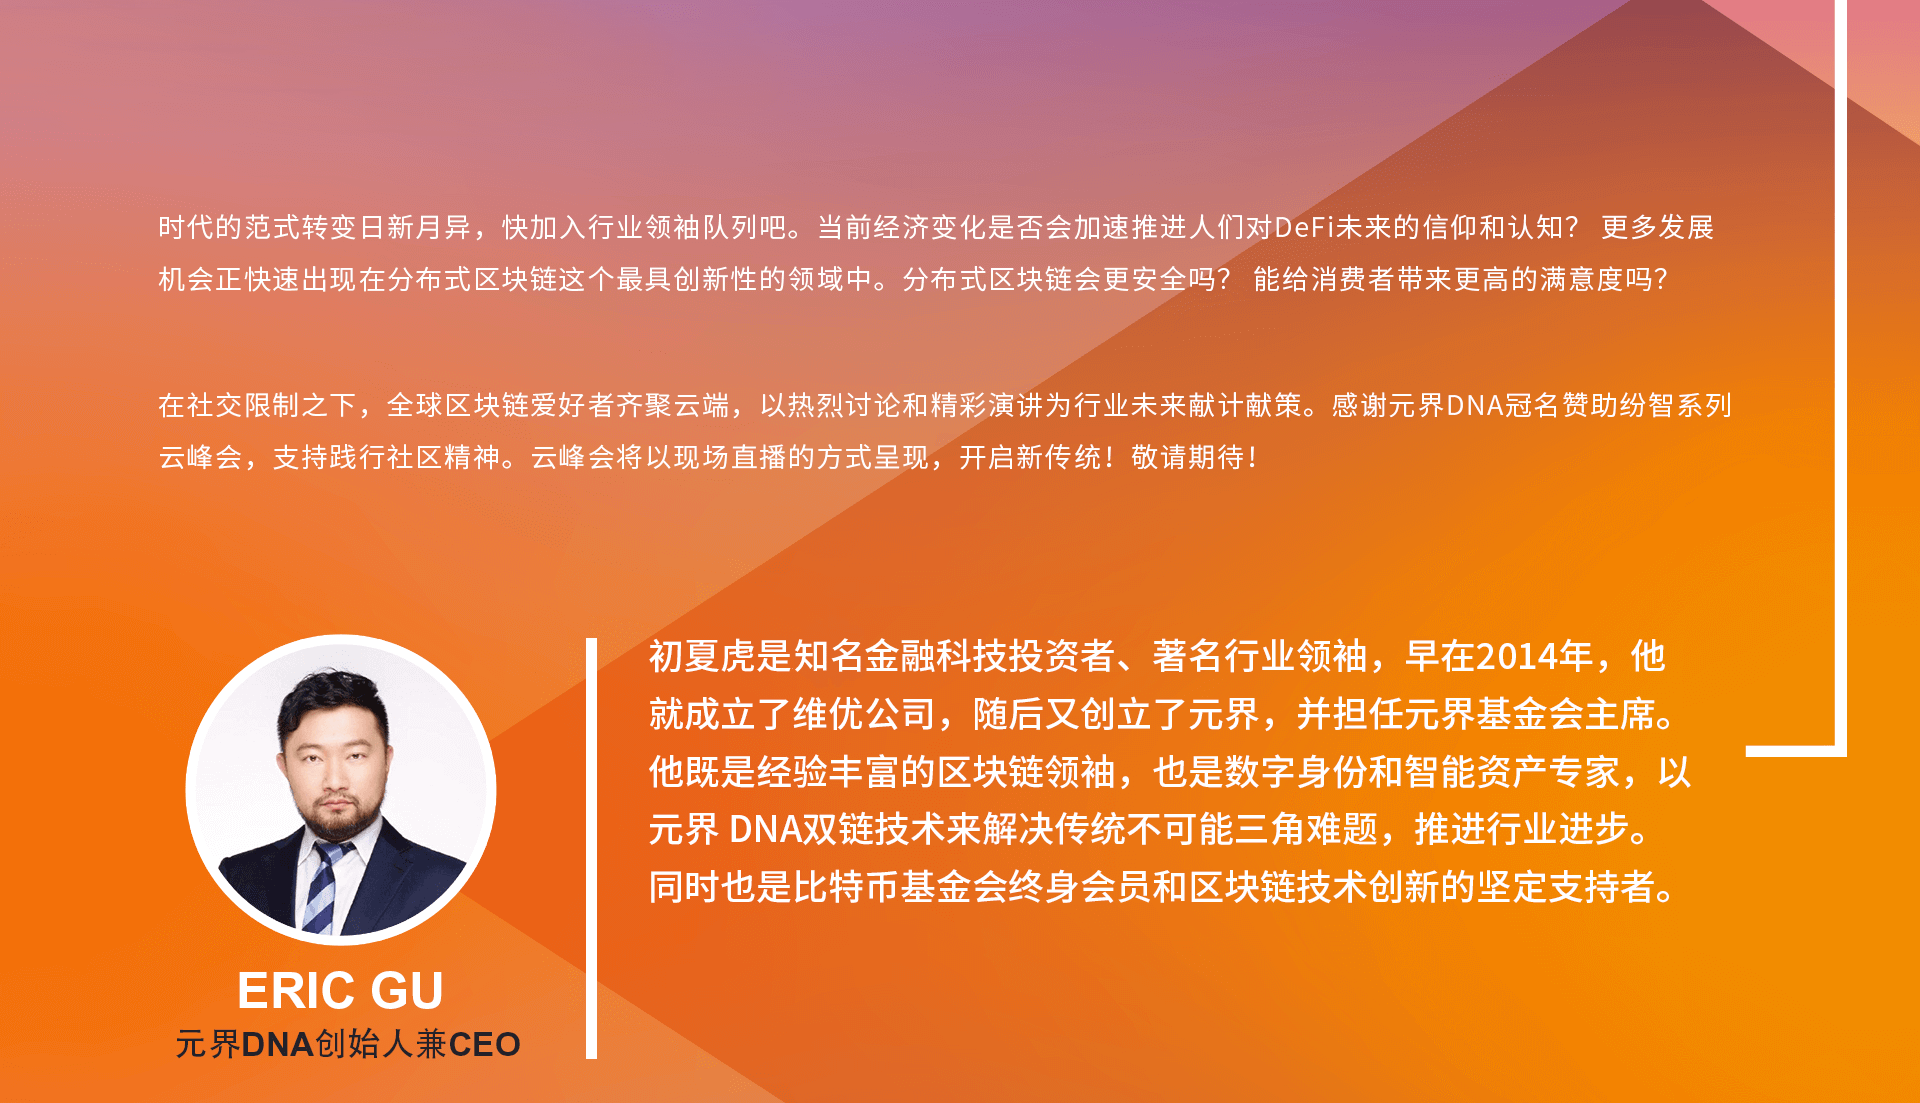 时代的范式转变日新月异，快加入行业领袖队列吧。当前经济变化是否会加速推进人们对DeFi未来的信仰和认知？ 更多发展
机会正快速出现在分布式区块链这个最具创新性的领域中。分布式区块链会更安全吗？ 能给消费者带来更高的满意度吗？
在社交限制之下，全球区块链爱好者齐聚云端，以热烈讨论和精彩演讲为行业未来献计献策。感谢元界DNA冠名赞助纷智系列
云峰会，支持践行社区精神。云峰会将以现场直播的方式呈现，开启新传统！敬请期待！
初夏虎是知名金融科技投资者、著名行业领袖，早在2014年，他
就成立了维优公司，随后又创立了元界，并担任元界基金会主席。
他既是经验丰富的区块链领袖，也是数字身份和智能资产专家，以
元界 DNA双链技术来解决传统不可能三角难题，推进行业进步。
同时也是比特币基金会终身会员和区块链技术创新的坚定支持者。
ERIC GU
元界DNA创始人兼CEO